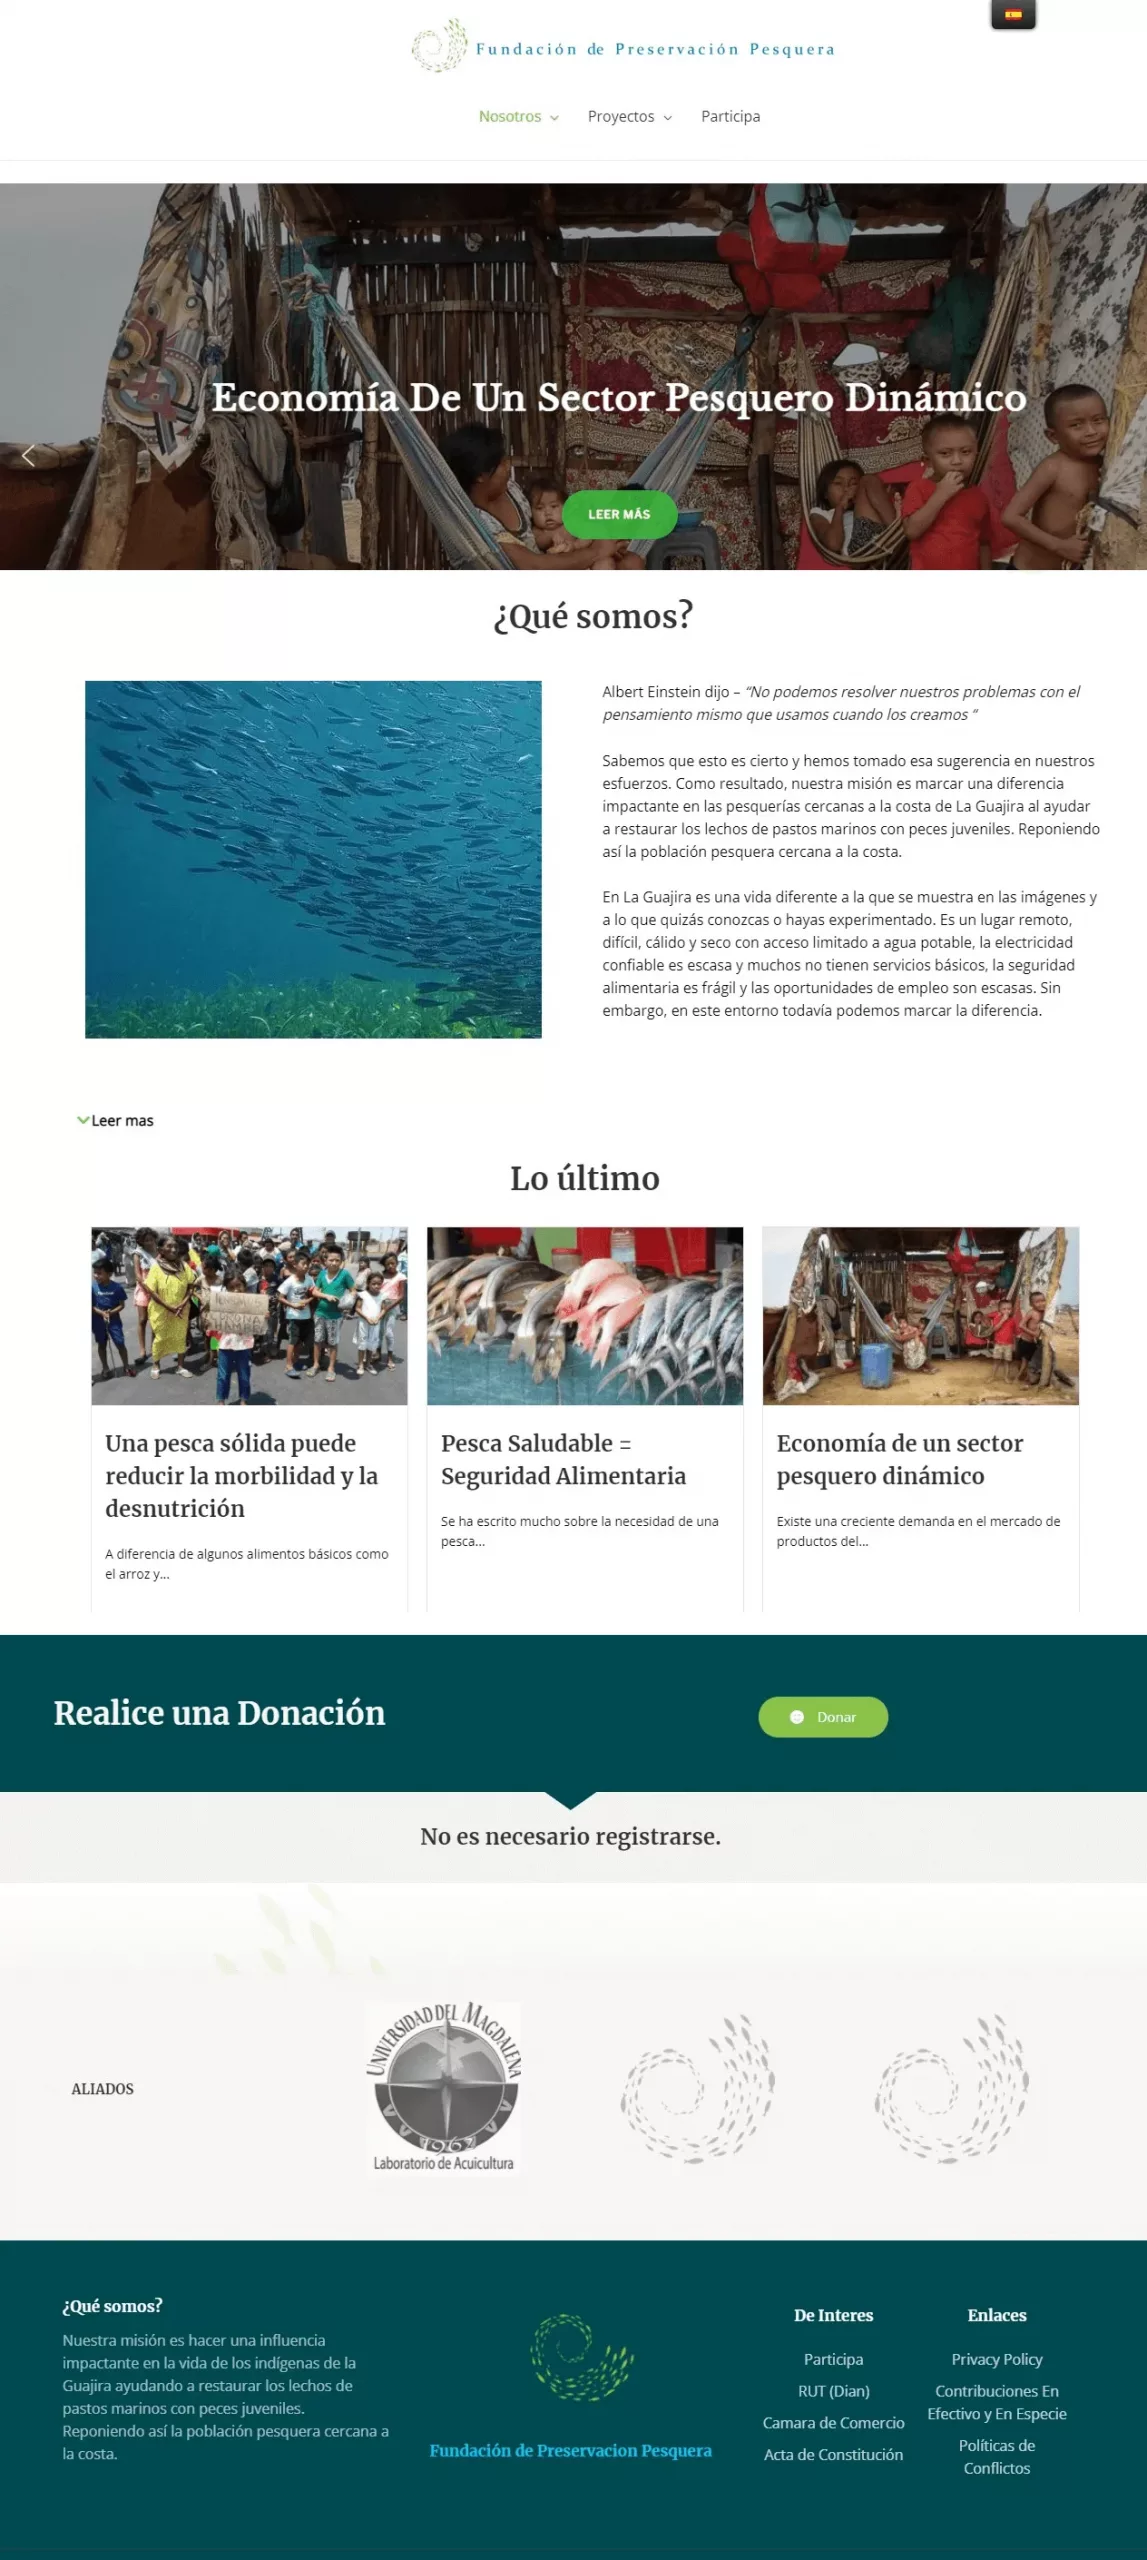 Fundación de Preservación Pesquera
Nosotros
Proyectos
Participa
Economía De Un Sector Pesquero Dinámico
LEER MÁS
¿Qué somos?
Albert Einstein dijo – “No podemos resolver nuestros problemas con el
pensamiento mismo que usamos cuando los creamos “
Sabemos que esto es cierto y hemos tomado esa sugerencia en nuestros
esfuerzos. Como resultado, nuestra misión es marcar una diferencia
impactante en las pesquerías cercanas a la costa de La Guajira al ayudar
a restaurar los lechos de pastos marinos con peces juveniles. Reponiendo
así la población pesquera cercana a la costa.
En La Guajira es una vida diferente a la que se muestra en las imágenes y
a lo que quizás conozcas o hayas experimentado. Es un lugar remoto,
difícil, cálido y seco con acceso limitado a agua potable, la electricidad
confiable es escasa y muchos no tienen servicios básicos, la seguridad
alimentaria es frágil y las oportunidades de empleo son escasas. Sin
embargo, en este entorno todavía podemos marcar la diferencia.
Leer mas
Lo último
Una pesca sólida puede
reducir la morbilidad y la
desnutrición
A diferencia de algunos alimentos básicos como
el arroz y...
Pesca Saludable =
Seguridad Alimentaria
Se ha escrito mucho sobre la necesidad de una
pesca...
Economía de un sector
pesquero dinámico
Existe una creciente demanda en el mercado de
productos del...
Realice una Donación
Donar
No es necesario registrarse.
ALIADOS
UNIVERSIDAD DEL MAGDALENA
1962
Laboratorio de Acuicultura
¿Qué somos?
Nuestra misión es hacer una influencia
impactante en la vida de los indígenas de la
Guajira ayudando a restaurar los lechos de
pastos marinos con peces juveniles.
Reponiendo así la población pesquera cercana a
la costa.
Fundación de Preservacion Pesquera
De Interes
Participa
RUT (Dian)
Camara de Comercio
Acta de Constitución
Enlaces
Privacy Policy
Contribuciones En
Efectivo y En Especie
Políticas de
Conflictos